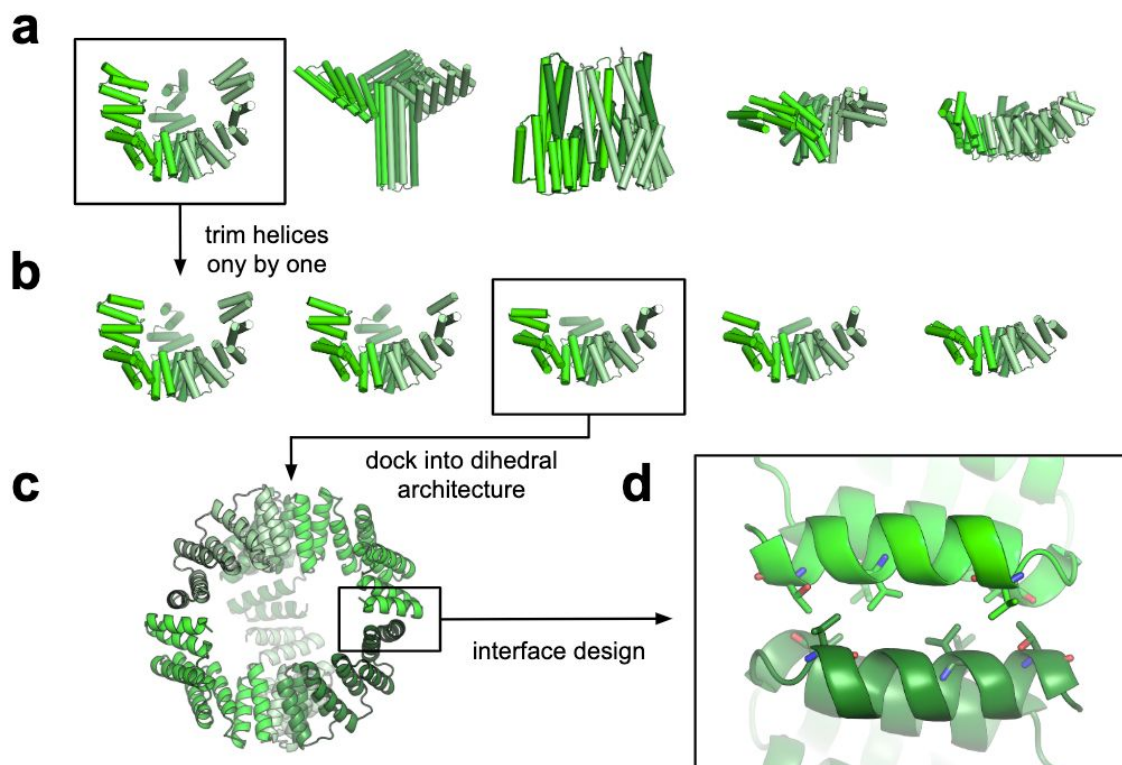 a
trim helices
ony by one
b
dock into dihedral
architecture
c
d
interface design